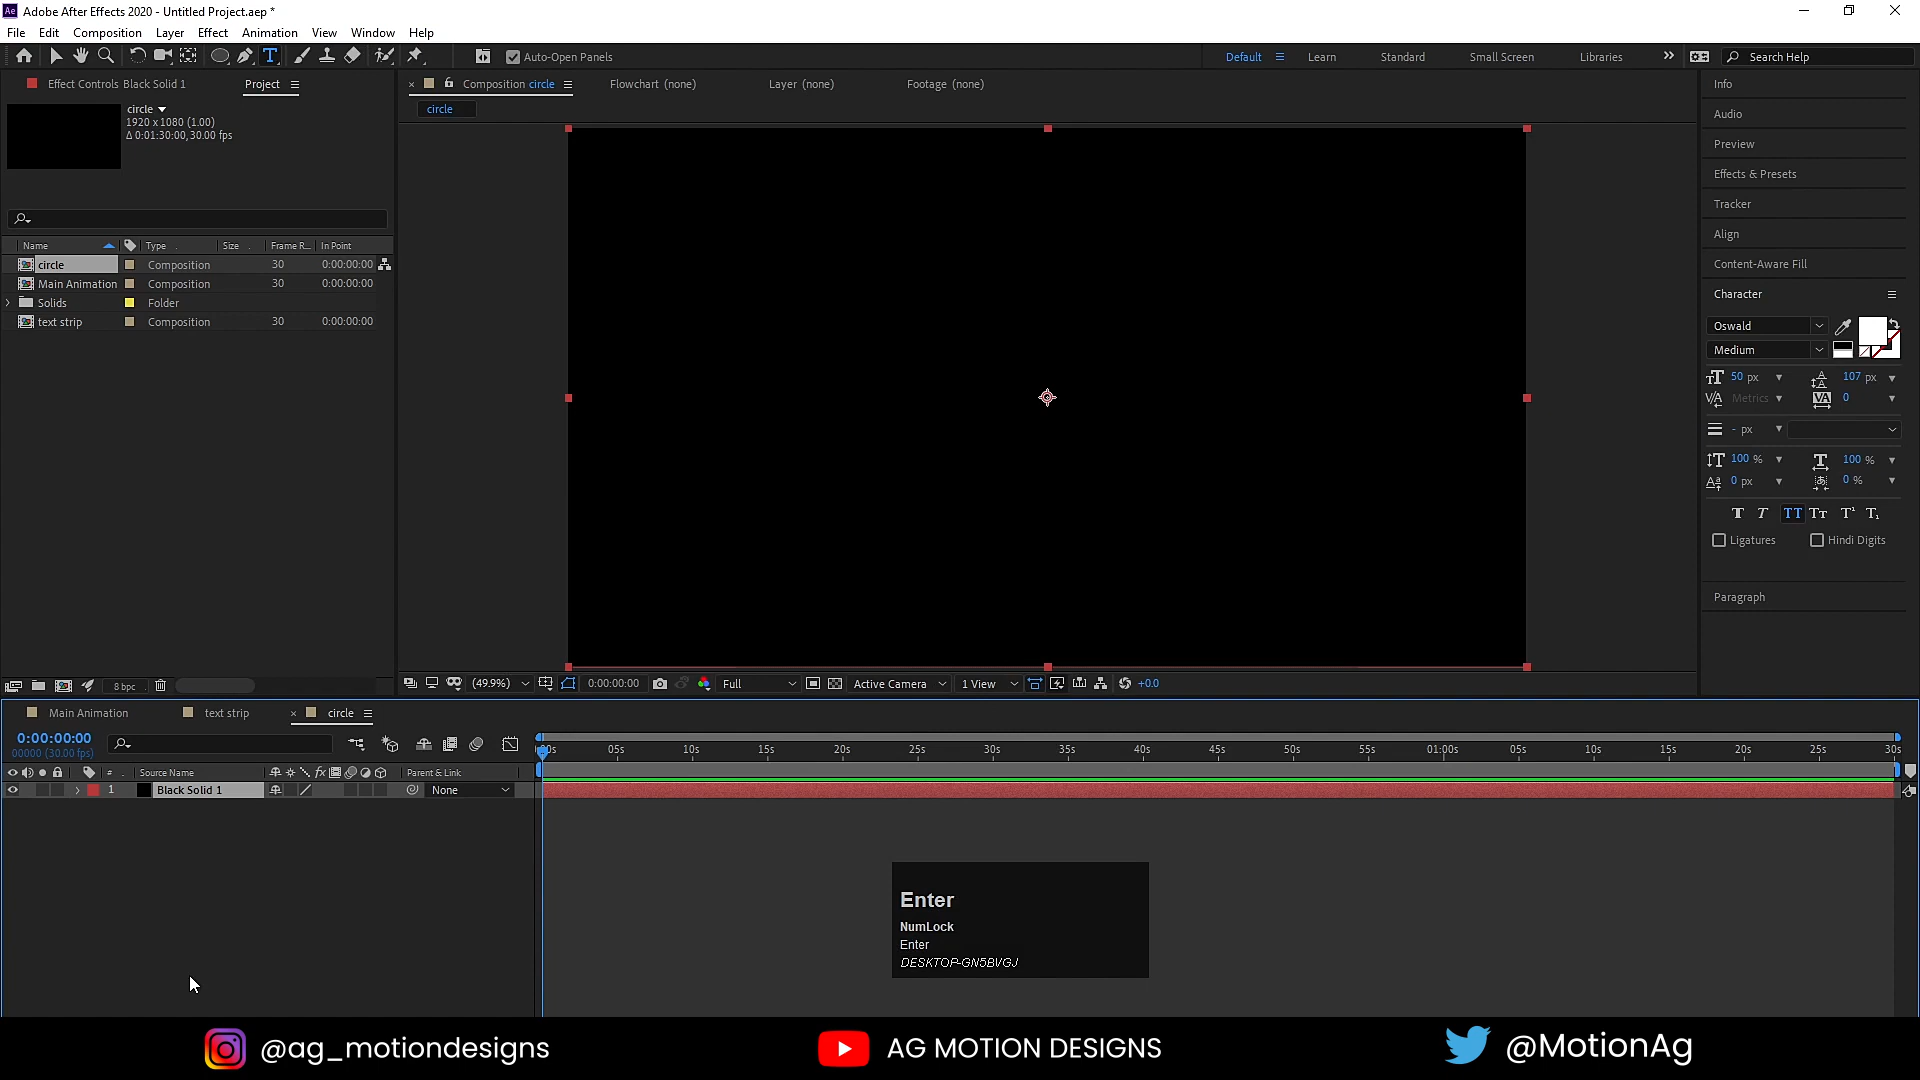 Adobe After Effects 2020 - Untitled Project.aep *
File Edit Composition Layer Effect Animation View Window Help
Auto-Open Panels Default Learn Standard Small Screen Libraries Search Help
Effect Controls Black Solid 1 Project
Composition circle Flowchart (none) Layer (none) Footage (none)
circle
circle
1920 x 1080 (1.00)
Δ 0:01:30:00, 30.00 fps
Name Type Size Frame R... In Point
circle Composition 30 0:00:00:00
Main Animation Composition 30 0:00:00:00
Solids Folder
text strip Composition 30 0:00:00:00
8 bpc
(49.9%) 0:00:00:00 Full Active Camera 1 View +0.0
Info
Audio
Preview
Effects & Presets
Tracker
Align
Content-Aware Fill
Character
Oswald
Medium
50 px 107 px
Metrics 0
- px
100 % 100 %
0 px 0 %
Ligatures Hindi Digits
Paragraph
Main Animation text strip circle
0:00:00:00
00000 (30.00 fps)
05s 10s 15s 20s 25s 30s 35s 40s 45s 50s 55s 01:00s 05s 10s 15s 20s 25s 30s
# Source Name Parent & Link
1 Black Solid 1 None
Enter
NumLock
Enter
DESKTOP-GN5BVGJ
@ag_motiondesigns AG MOTION DESIGNS @MotionAg